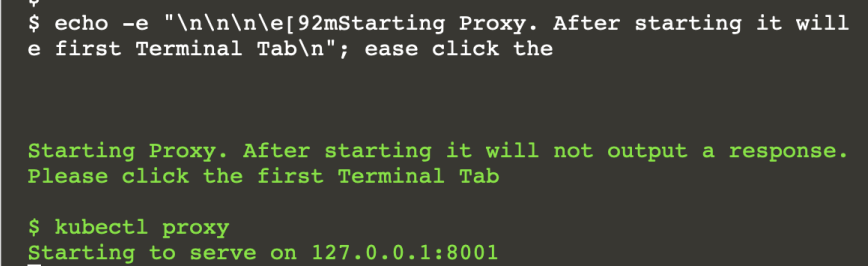 $ echo -e "\n\n\n\e[92mStarting Proxy. After starting it will
e first Terminal Tab\n"; ease click the
Starting Proxy. After starting it will not output a response.
Please click the first Terminal Tab
$ kubectl proxy
Starting to serve on 127.0.0.1:8001